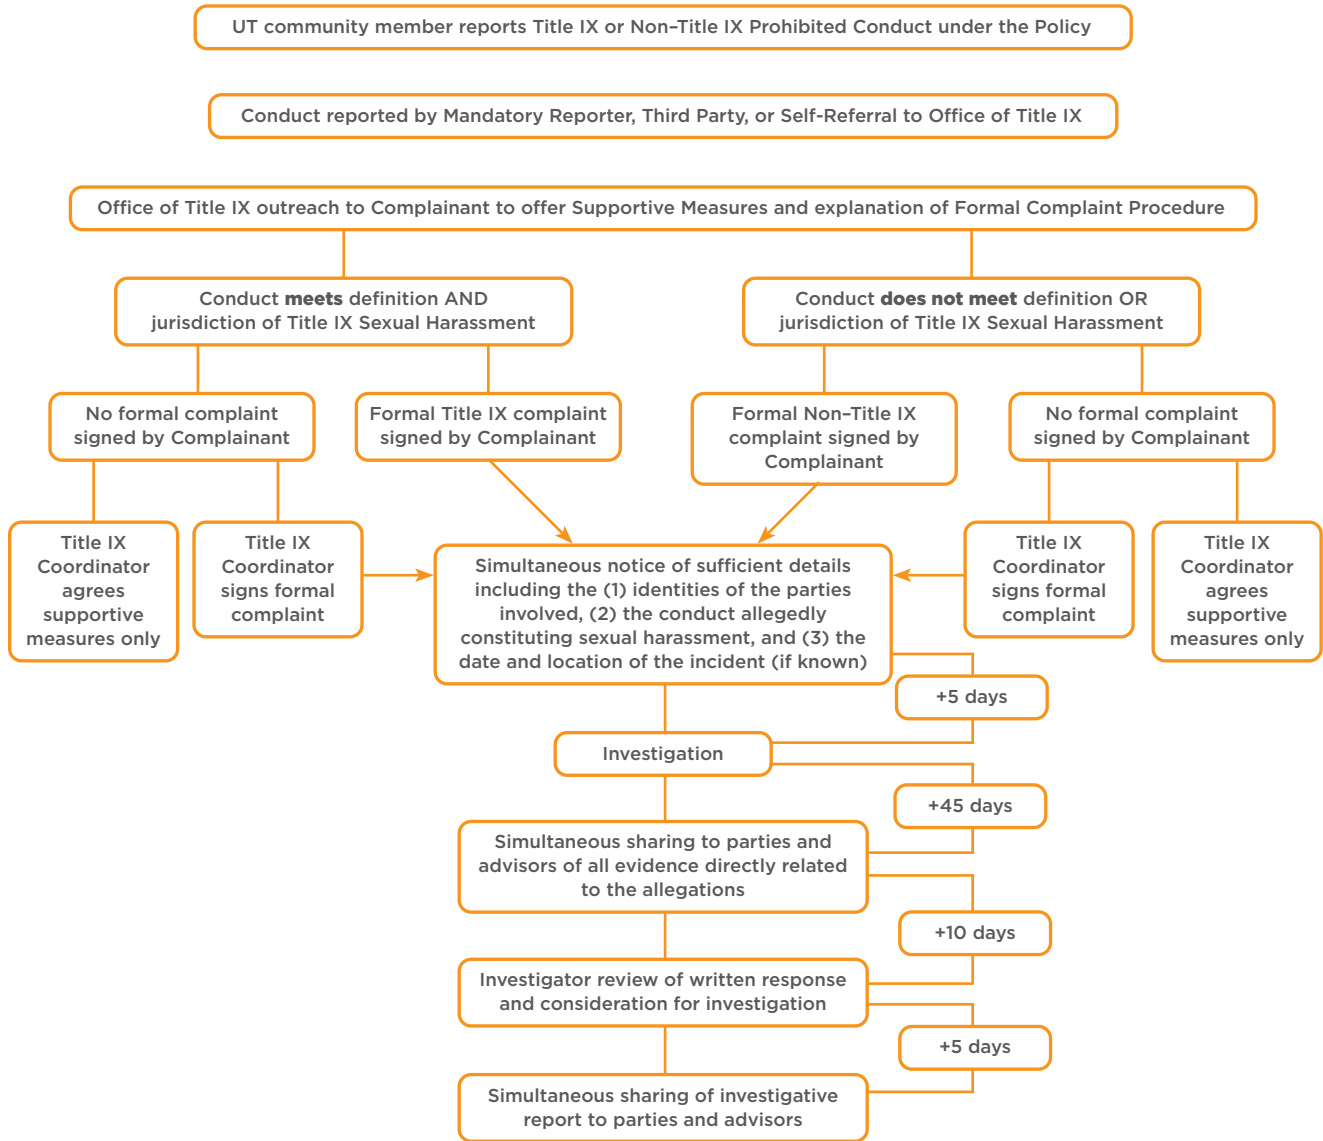 UT community member reports Title IX or Non–Title IX Prohibited Conduct under the Policy
Conduct reported by Mandatory Reporter, Third Party, or Self-Referral to Office of Title IX
Office of Title IX outreach to Complainant to offer Supportive Measures and explanation of Formal Complaint Procedure
Conduct meets definition AND
jurisdiction of Title IX Sexual Harassment
Conduct does not meet definition OR
jurisdiction of Title IX Sexual Harassment
No formal complaint
signed by Complainant
Formal Title IX complaint
signed by Complainant
Formal Non–Title IX
complaint signed by
Complainant
No formal complaint
signed by Complainant
Title IX
Coordinator
agrees
supportive
measures only
Title IX
Coordinator
signs formal
complaint
Simultaneous notice of sufficient details
including the (1) identities of the parties
involved, (2) the conduct allegedly
constituting sexual harassment, and (3) the
date and location of the incident (if known)
Title IX
Coordinator
signs formal
complaint
Title IX
Coordinator
agrees
supportive
measures only
+5 days
Investigation
+45 days
Simultaneous sharing to parties and
advisors of all evidence directly related
to the allegations
+10 days
Investigator review of written response
and consideration for investigation
+5 days
Simultaneous sharing of investigative
report to parties and advisors